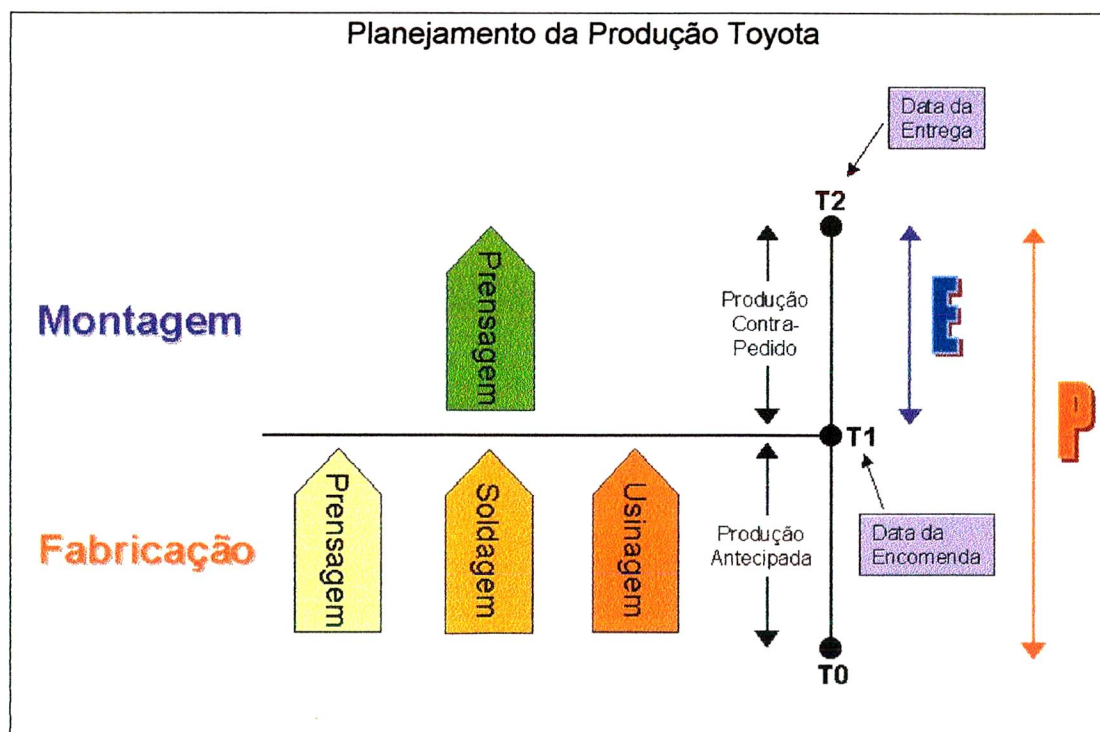 Planejamento da Produção Toyota
Data da
Entrega
T2
Prensagem
Montagem
Produção
Contra-
Pedido
E
P
T1
Prensagem
Soldagem
Usinagem
Fabricação
Produção
Antecipada
Data da
Encomenda
T0